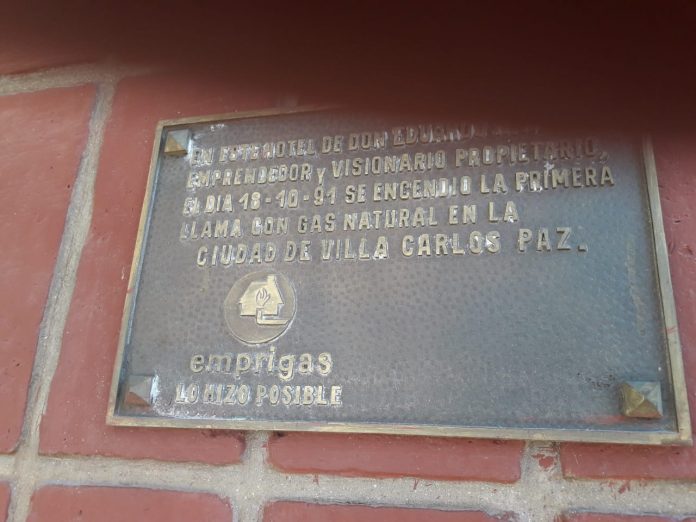 EN ESTE HOTEL DE DON EDUARDO
EMPRENDEDOR Y VISIONARIO PROPIETARIO,
EL DIA 18-10-91 SE ENCENDIO LA PRIMERA
LLAMA CON GAS NATURAL EN LA
CIUDAD DE VILLA CARLOS PAZ.
emprigas
LO HIZO POSIBLE